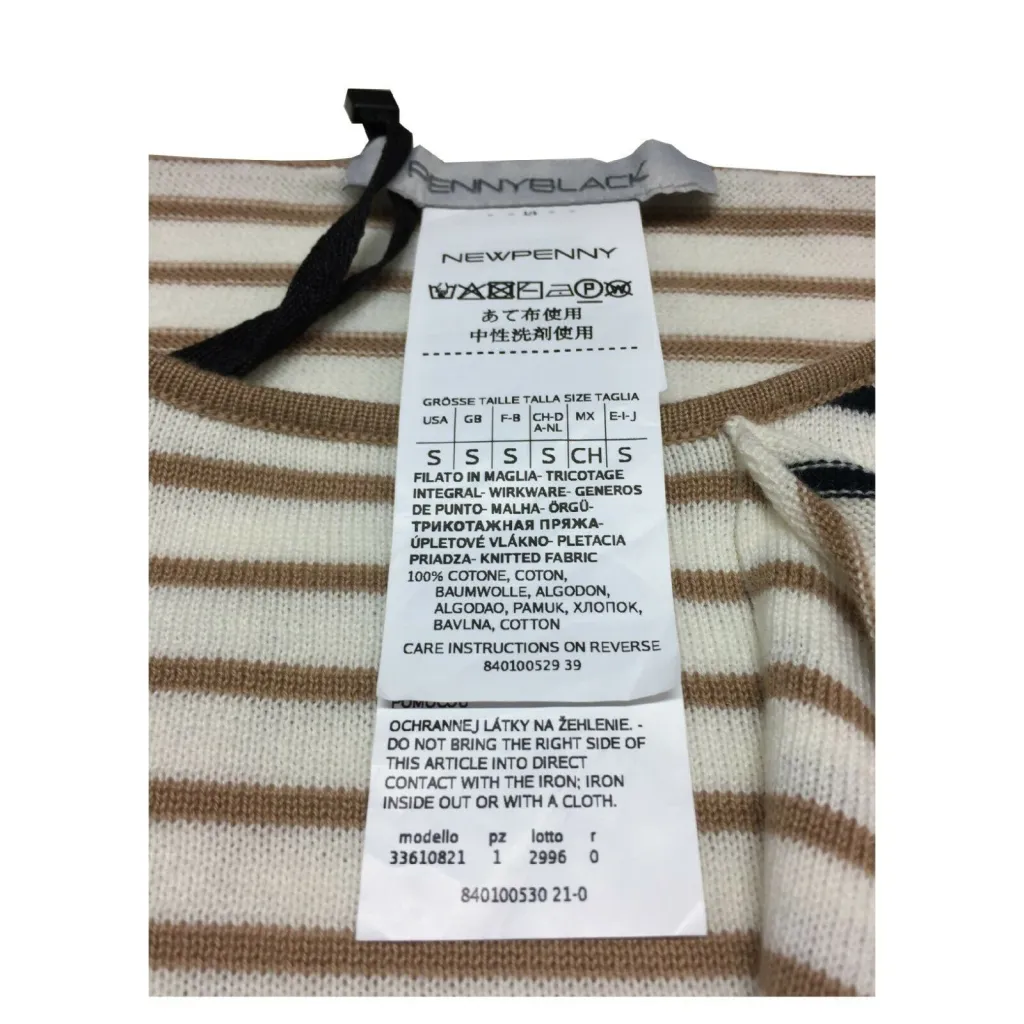 PENNYBLACK
NEWPENNY
P W
あて布使用
中性洗剤使用
GRÖSSE TAILLE TALLA SIZE TAGLIA
USA GB F-B CH-D A-NL MX E-I-J
S S S S CH S
FILATO IN MAGLIA- TRICOTAGE
INTEGRAL- WIRKWARE- GENEROS
DE PUNTO- MALHA- ÖRGÜ-
ТРИКОТАЖНАЯ ПРЯЖА-
ÚPLETOVÉ VLÁKNO- PLETACIA
PRIADZA- KNITTED FABRIC
100% COTONE, COTON,
BAUMWOLLE, ALGODON,
ALGODAO, PAMUK, ХЛОПОК,
BAVLNA, COTTON
CARE INSTRUCTIONS ON REVERSE
840100529 39
OCHRANNEJ LÁTKY NA ŽEHLENIE. -
DO NOT BRING THE RIGHT SIDE OF
THIS ARTICLE INTO DIRECT
CONTACT WITH THE IRON; IRON
INSIDE OUT OR WITH A CLOTH.
modello pz lotto r
33610821 1 2996 0
840100530 21-0